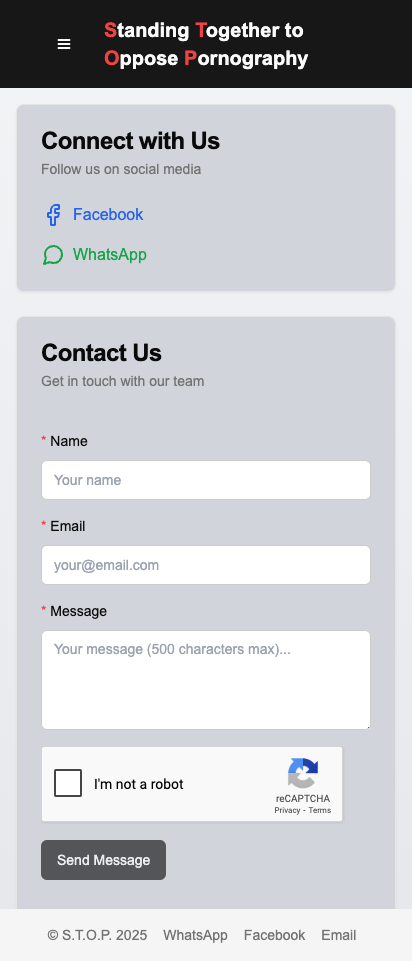 Standing Together to
Oppose Pornography
Connect with Us
Follow us on social media
Facebook
WhatsApp
Contact Us
Get in touch with our team
* Name
Your name
* Email
your@email.com
* Message
Your message (500 characters max)...
I'm not a robot
reCAPTCHA
Privacy - Terms
Send Message
© S.T.O.P. 2025 WhatsApp Facebook Email